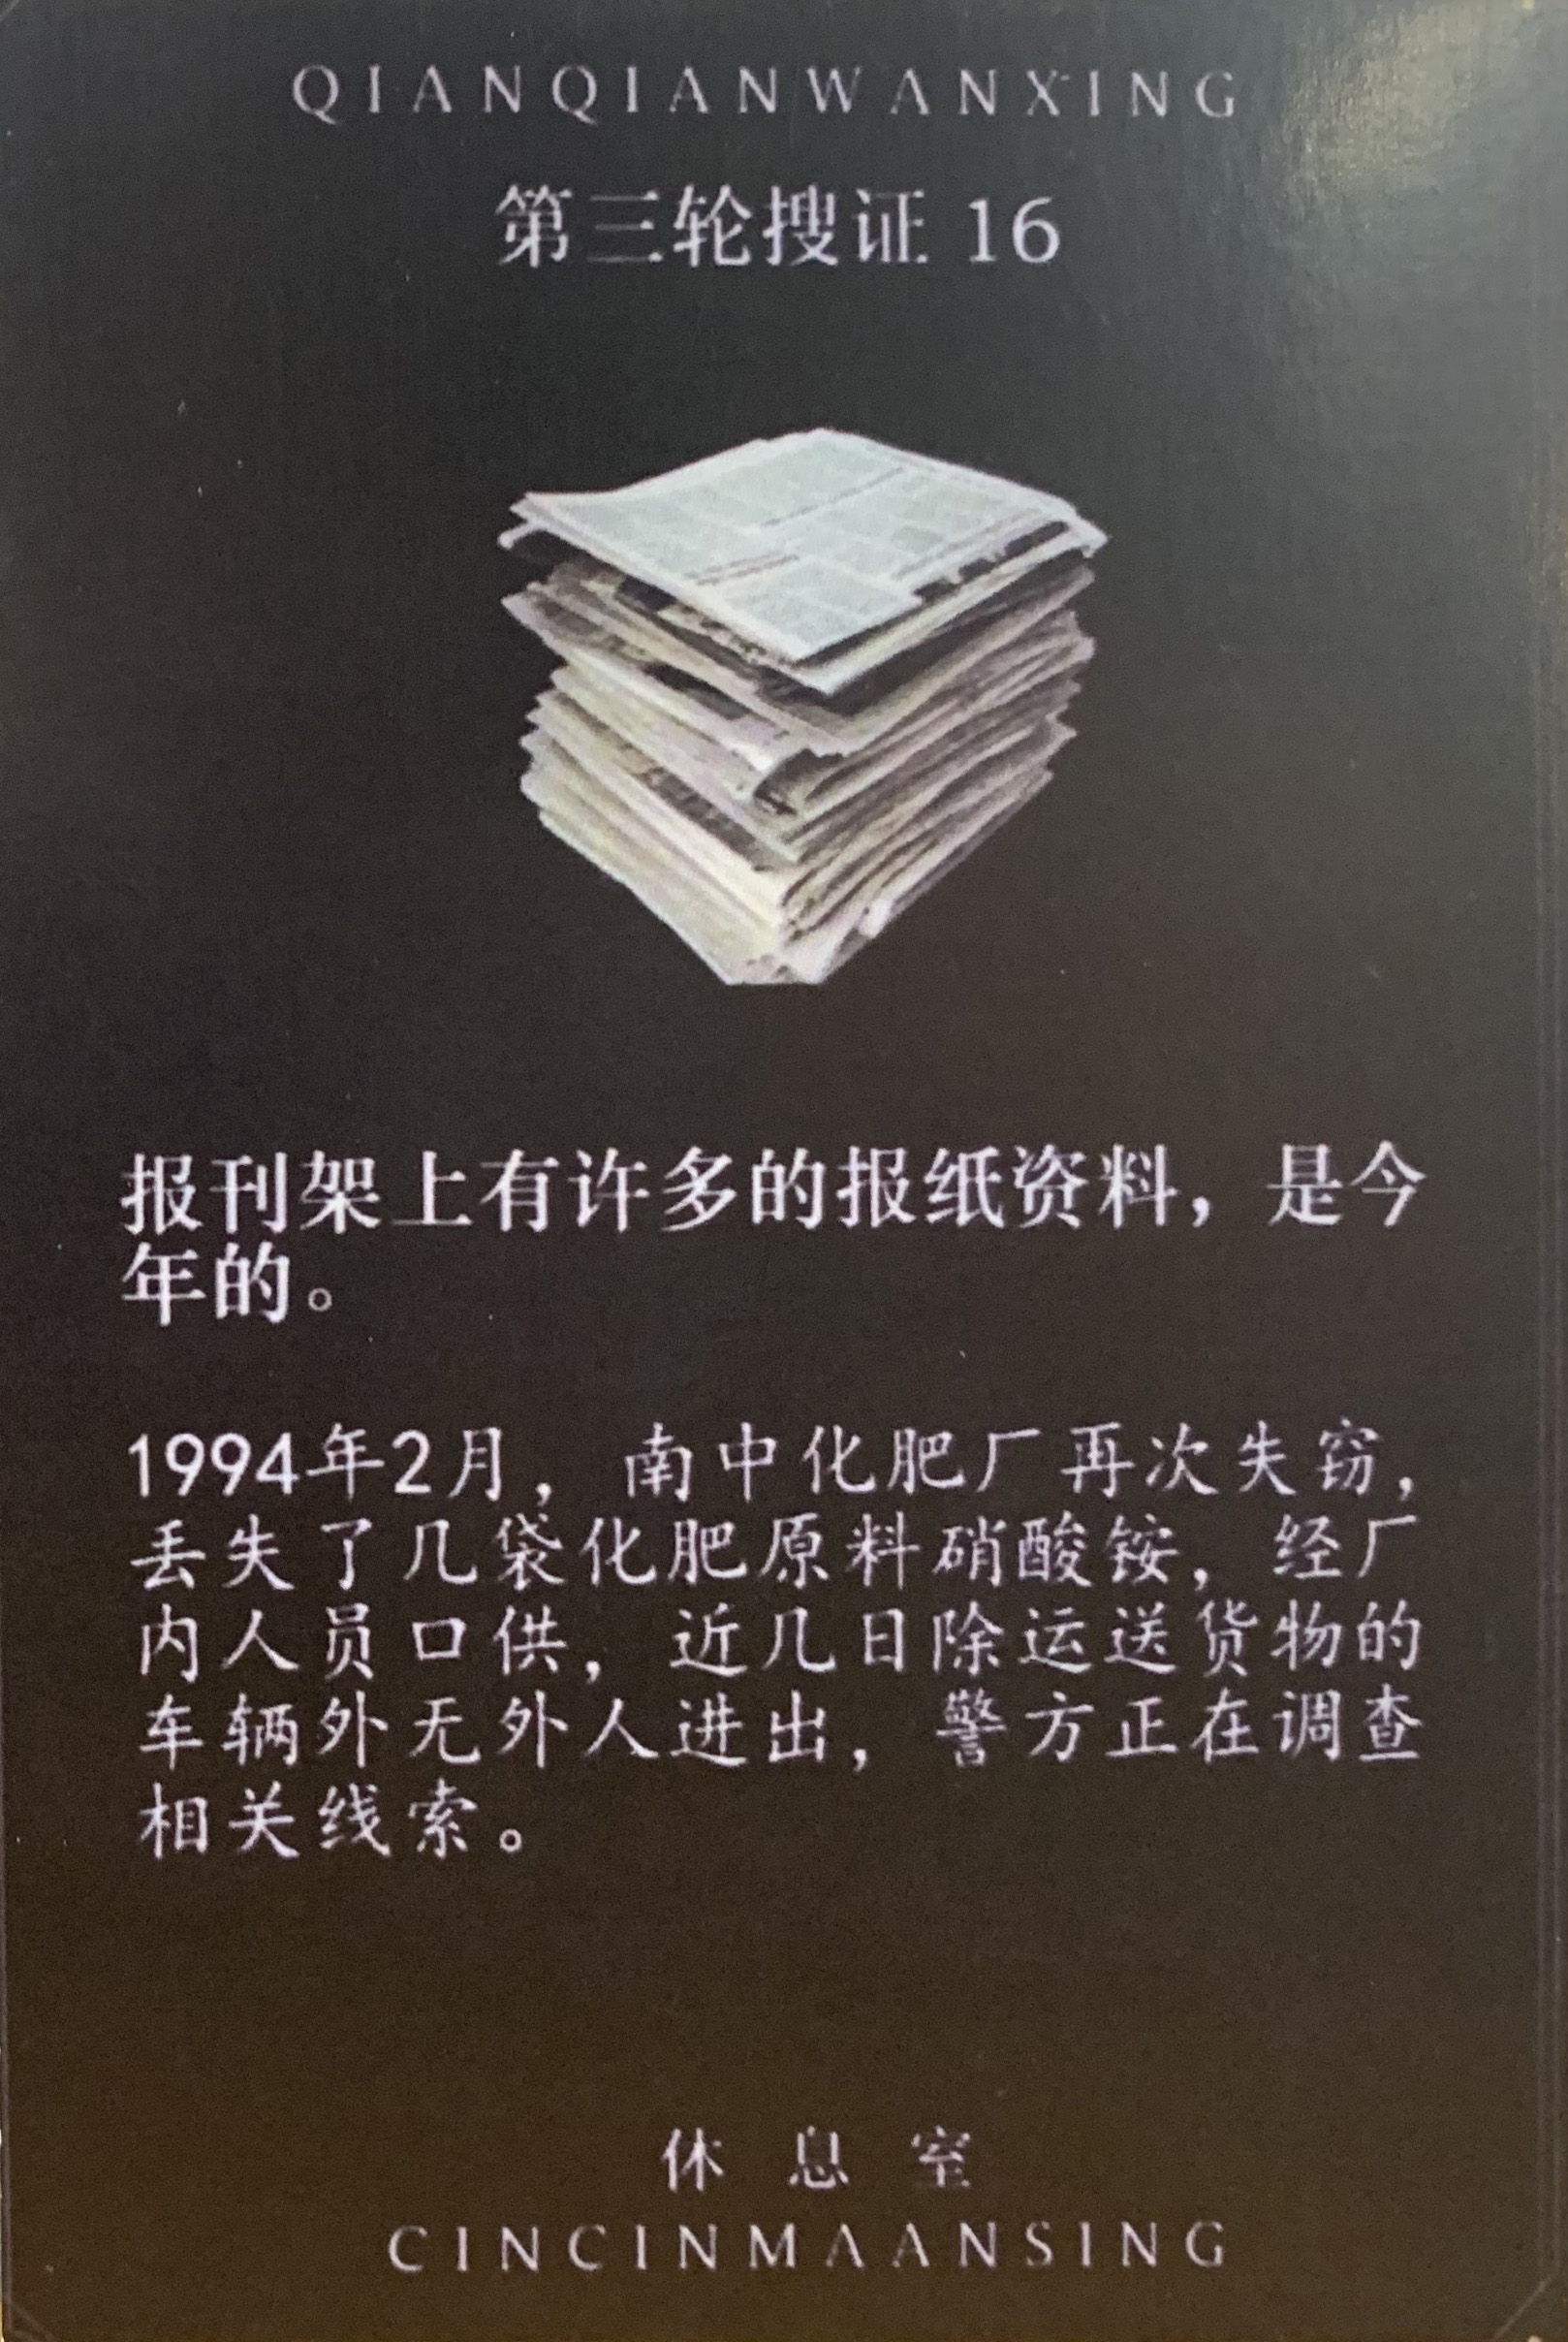 QIANQIANWANXING
第三轮搜证 16
报刊架上有许多的报纸资料，是今
年的。
1994年2月，南中化肥厂再次失窃，
丢失了几袋化肥原料硝酸铵，经厂
内人员口供，近几日除运送货物的
车辆外无外人进出，警方正在调查
相关线索。
休息室
CINCINMAANSING